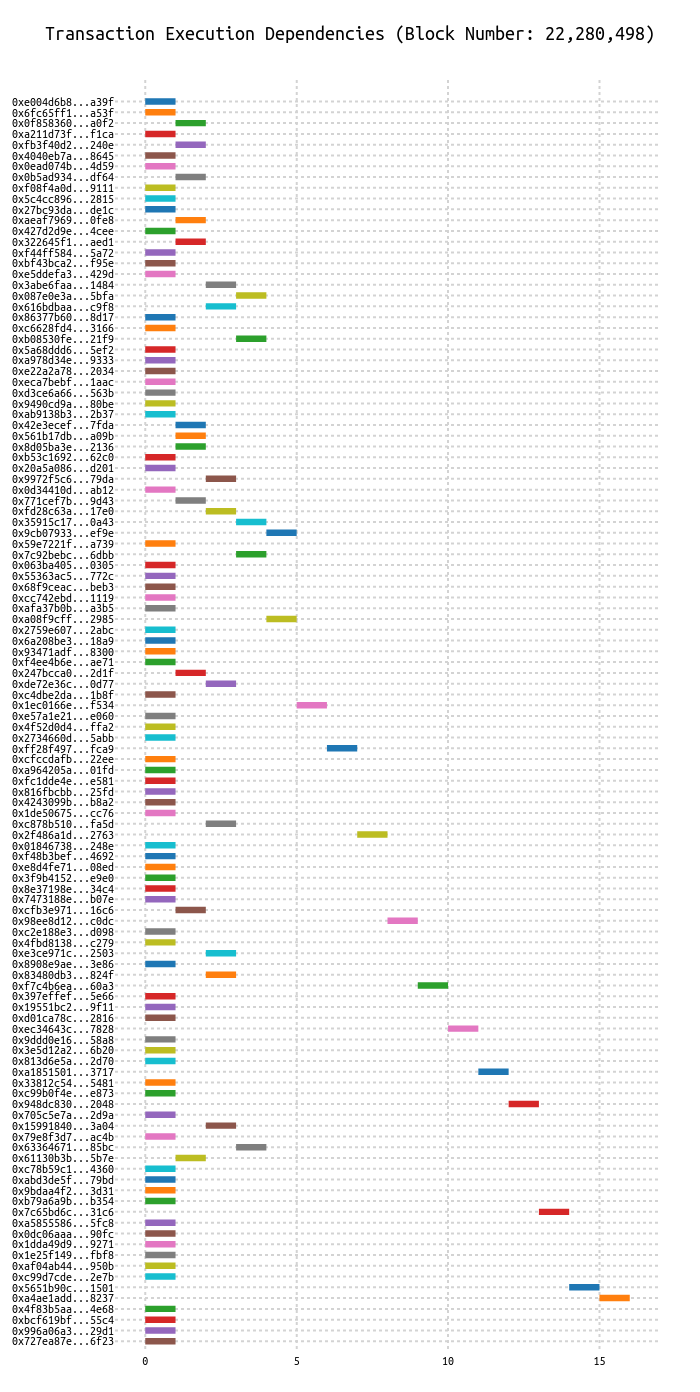 Transaction Execution Dependencies (Block Number: 22,280,498)
0xe004d6b8...a39f
0x6fc65ff1...a53f
0x0f858360...a0f2
0xa211d73f...f1ca
0xfb3f40d2...240e
0x4040eb7a...8645
0x0ead074b...4d59
0x0b5ad934...df64
0xf08f4a0d...9111
0x5c4cc896...2815
0x27bc93da...de1c
0xaeaf7969...0fe8
0x427d2d9e...4cee
0x322645f1...aed1
0xf44ff584...5a72
0xbf43bca2...f95e
0xe5ddefa3...429d
0x3abe6faa...1484
0x087e0e3a...5bfa
0x616bdbaa...c9f8
0x86377b60...8d17
0xc6628fd4...3166
0xb08530fe...21f9
0x5a68ddd6...5ef2
0xa978d34e...9333
0xe22a2a78...2034
0xeca7bebf...1aac
0xd3ce6a66...563b
0x9490cd9a...80be
0xab9138b3...2b37
0x42e3ecef...7fda
0x561b17db...a09b
0x8d05ba3e...2136
0xb53c1692...62c0
0x20a5a086...d201
0x9972f5c6...79da
0x0d34410d...ab12
0x771cef7b...9d43
0xfd28c63a...17e0
0x35915c17...0a43
0x9cb07933...ef9e
0x59e7221f...a739
0x7c92bebc...6dbb
0x063ba405...0305
0x55363ac5...772c
0x68f9ceac...beb3
0xcc742ebd...1119
0xafa37b0b...a3b5
0xa08f9cff...2985
0x2759e607...2abc
0x6a208be3...18a9
0x93471adf...8300
0xf4ee4b6e...ae71
0x247bcca0...2d1f
0xde72e36c...0d77
0xc4dbe2da...1b8f
0x1ec0166e...f534
0xe57a1e21...e060
0x4f52d0d4...ffa2
0x2734660d...5abb
0xff28f497...fca9
0xcfccdafb...22ee
0xa964205a...01fd
0xfc1dde4e...e581
0x816fbcbb...25fd
0x4243099b...b8a2
0x1de50675...cc76
0xc878b510...fa5d
0x2f486a1d...2763
0x01846738...248e
0xf48b3bef...4692
0xe8d4fe71...08ed
0x3f9b4152...e9e0
0x8e37198e...34c4
0x7473188e...b07e
0xcfb3e971...16c6
0x98ee8d12...c0dc
0xc2e188e3...d098
0x4fbd8138...c279
0xe3ce971c...2503
0x8908e9ae...3e86
0x83480db3...824f
0xf7c4b6ea...60a3
0x397effef...5e66
0x19551bc2...9f11
0xd01ca78c...2816
0xec34643c...7828
0x9ddd0e16...58a8
0x3e5d12a2...6b20
0x813d6e5a...2d70
0xa1851501...3717
0x33812c54...5481
0xc99b0f4e...e873
0x948dc830...2048
0x705c5e7a...2d9a
0x15991840...3a04
0x79e8f3d7...ac4b
0x63364671...85bc
0x61130b3b...5b7e
0xc78b59c1...4360
0xabd3de5f...79bd
0x9bdaa4f2...3d31
0xb79a6a9b...b354
0x7c65bd6c...31c6
0xa5855586...5fc8
0x0dc06aaa...90fc
0x1dda49d9...9271
0x1e25f149...fbf8
0xaf04ab44...950b
0xc99d7cde...2e7b
0x5651b90c...1501
0xa4ae1add...8237
0x4f83b5aa...4e68
0xbcf619bf...55c4
0x996a06a3...29d1
0x727ea87e...6f23
0 5 10 15